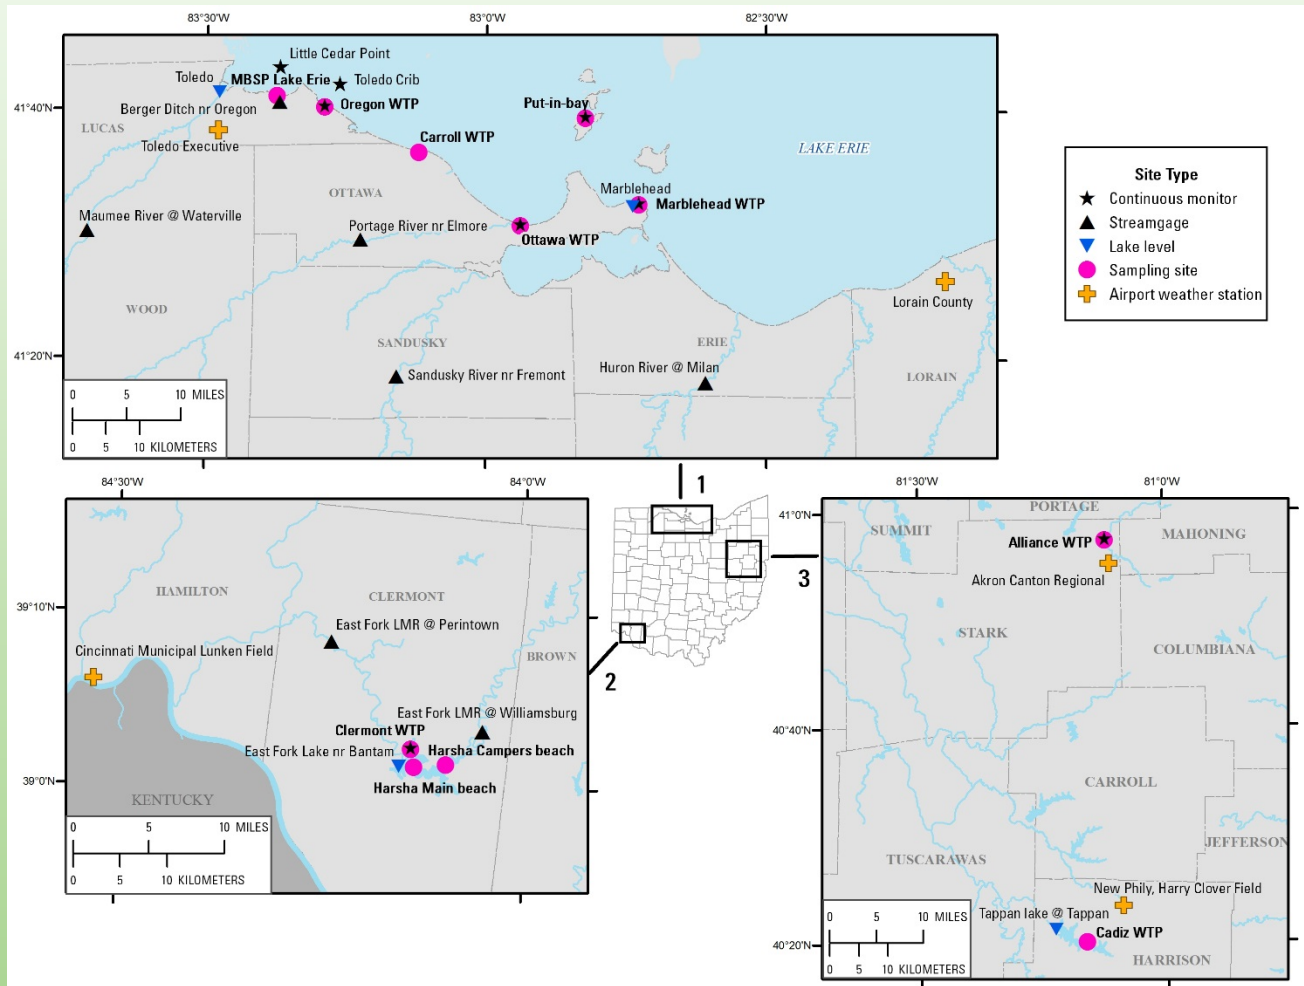 83°30'W
83°00'W
82°30'W
41°40'N
41°20'N
Little Cedar Point
Toledo
MBSP Lake Erie
Toledo Crib
Berger Ditch nr Oregon
Oregon WTP
Put-in-bay
LUCAS
Toledo Executive
Carroll WTP
LAKE ERIE
OTTAWA
Marblehead
Marblehead WTP
Maumee River @ Waterville
Portage River nr Elmore
Ottawa WTP
Lorain County
WOOD
SANDUSKY
ERIE
Huron River @ Milan
Sandusky River nr Fremont
LORAIN
0 5 10 MILES
0 5 10 KILOMETERS
Site Type
Continuous monitor
Streamgage
Lake level
Sampling site
Airport weather station
1
2
3
84°30'W
84°00'W
39°10'N
39°0'N
HAMILTON
CLERMONT
East Fork LMR @ Perintown
BROWN
Cincinnati Municipal Lunken Field
East Fork LMR @ Williamsburg
Clermont WTP
East Fork Lake nr Bantam
Harsha Campers beach
Harsha Main beach
KENTUCKY
0 5 10 MILES
0 5 10 KILOMETERS
81°50'W
81°0'W
41°0'N
40°40'N
40°20'N
PORTAGE
SUMMIT
MAHONING
Alliance WTP
Akron Canton Regional
STARK
COLUMBIANA
CARROLL
JEFFERSON
TUSCARAWAS
New Phily, Harry Clover Field
Tappan lake @ Tappan
Cadiz WTP
HARRISON
0 5 10 MILES
0 5 10 KILOMETERS